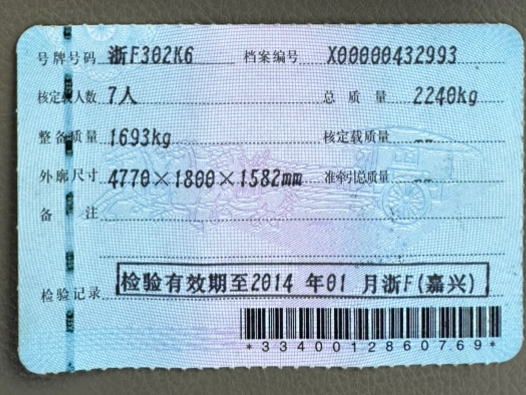 号牌号码 浙F302K6 档案编号 X00000432993
核定载人数 7人 总质量 2240kg
整备质量 1693kg 核定载质量 --
外廓尺寸 4770×1800×1582mm 准牵引总质量 --
备注
检验记录 检验有效期至2014年01月浙F(嘉兴)
*3340012860769*